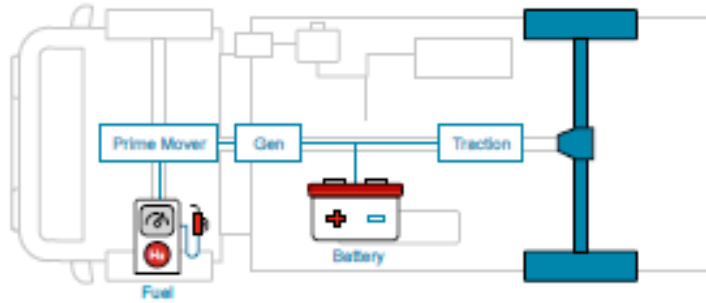 Prime Mover
Gen
Traction
H₂
Battery
Fuel